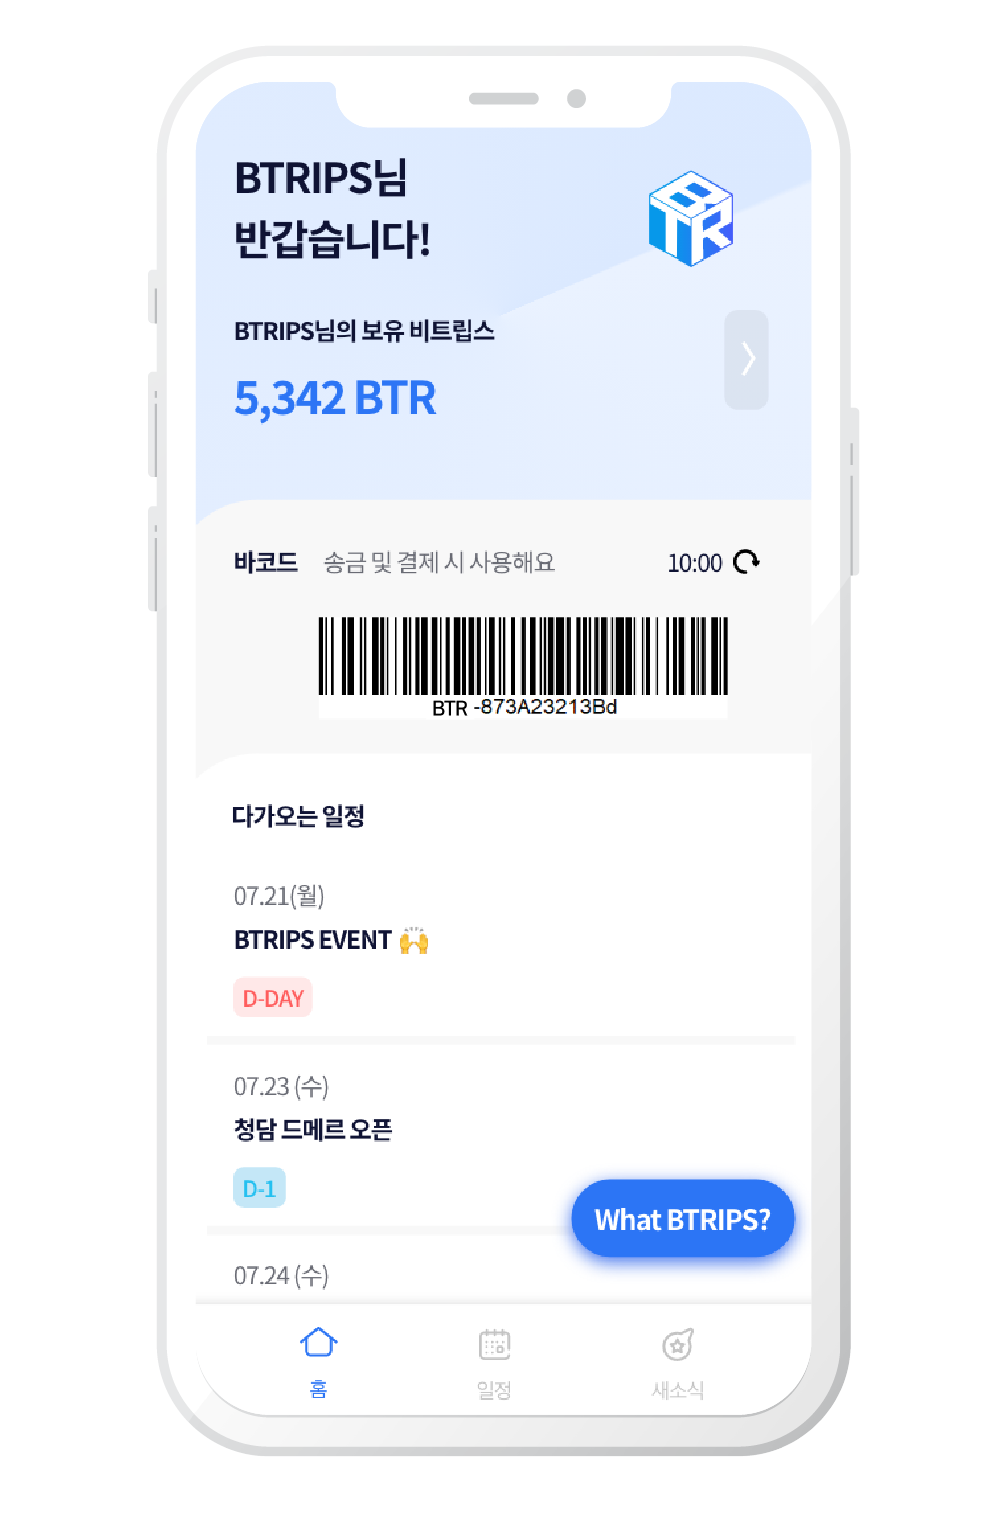 BTRIPS님
반갑습니다!
BTR
BTRIPS님의 보유 비트립스
5,342 BTR
바코드 송금 및 결제 시 사용해요 10:00
BTR -873A23213Bd
다가오는 일정
07.21(월)
BTRIPS EVENT 🙌
D-DAY
07.23 (수)
청담 드메르 오픈
D-1
What BTRIPS?
07.24 (수)
홈 일정 새소식